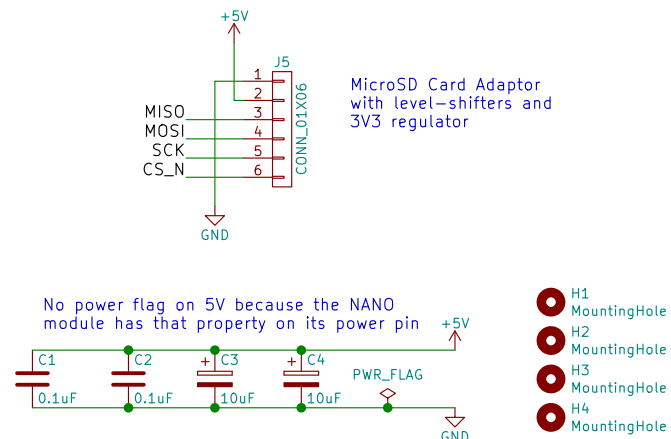 +5V
J5
1
2
MISO 3
MOSI 4
SCK 5
CS_N 6
CONN_01X06
GND
MicroSD Card Adaptor
with level-shifters and
3V3 regulator
No power flag on 5V because the NANO
module has that property on its power pin
+5V
C1 C2 + C3 + C4
PWR_FLAG
0.1uF 0.1uF 10uF 10uF
GND
H1
MountingHole
H2
MountingHole
H3
MountingHole
H4
MountingHole